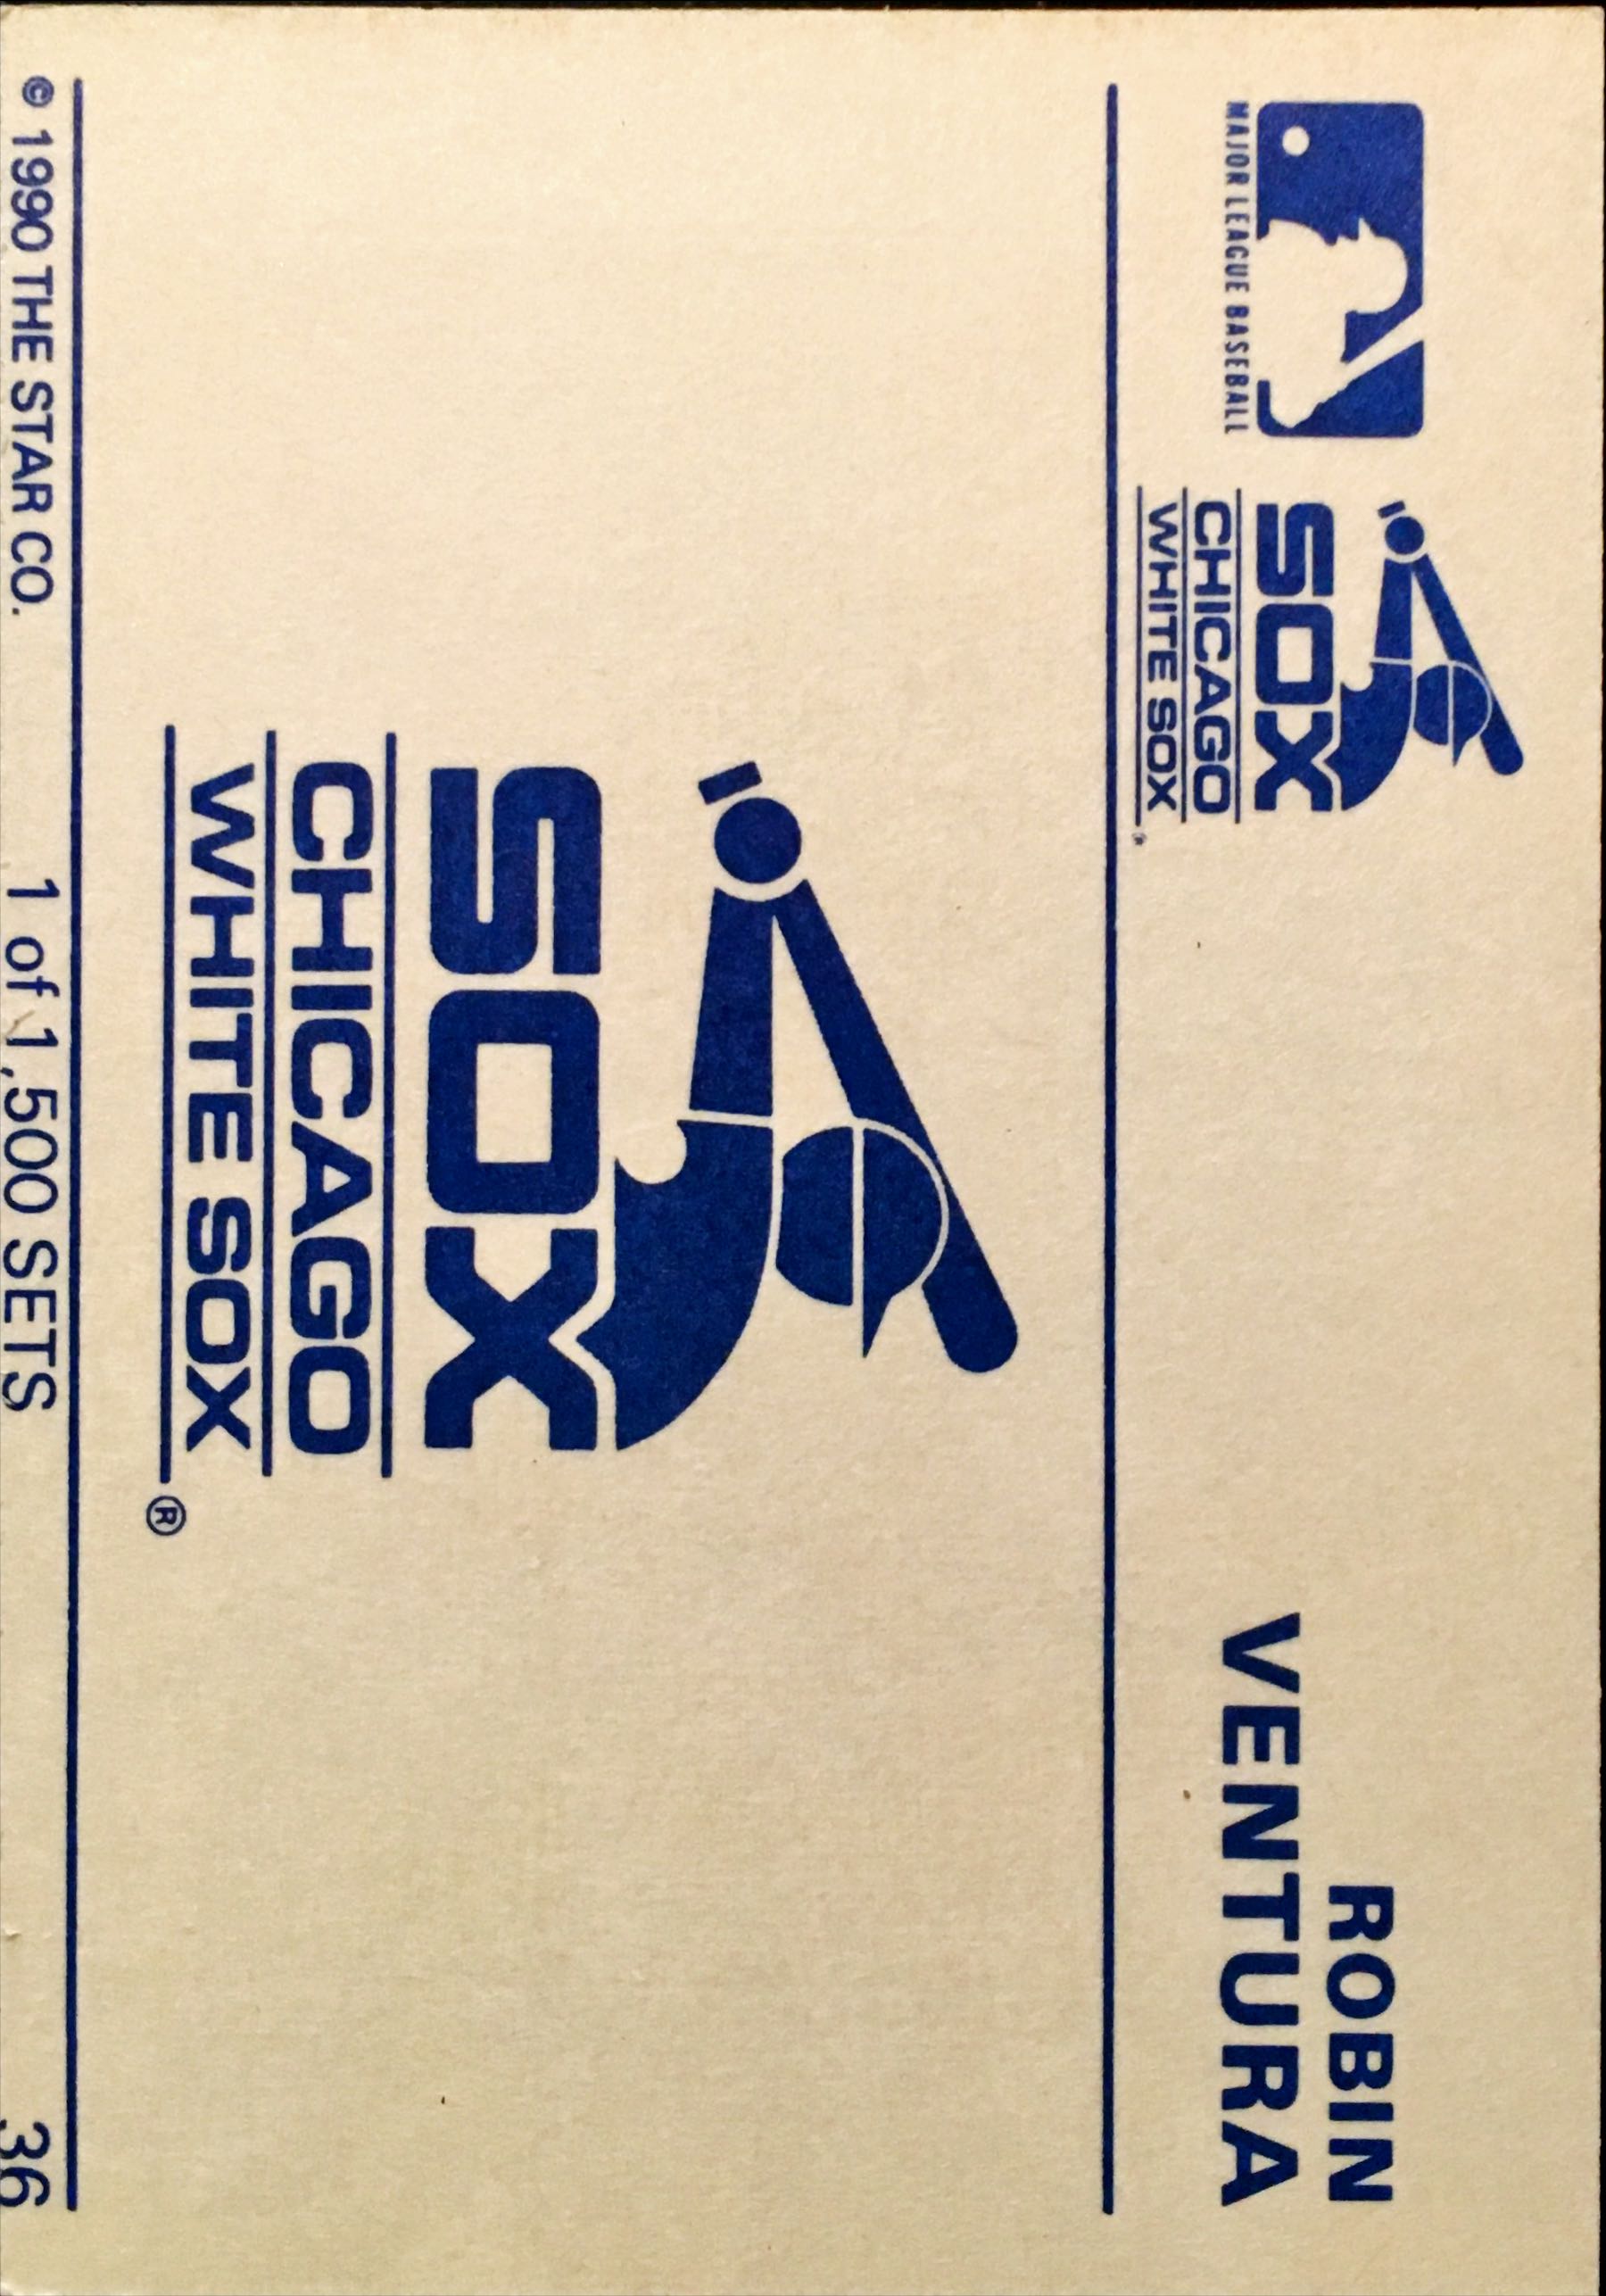 MAJOR LEAGUE BASEBALL
SOX
CHICAGO
WHITE SOX
ROBIN
VENTURA
SOX
CHICAGO
WHITE SOX ®
© 1990 THE STAR CO. 1 of 1,500 SETS 36